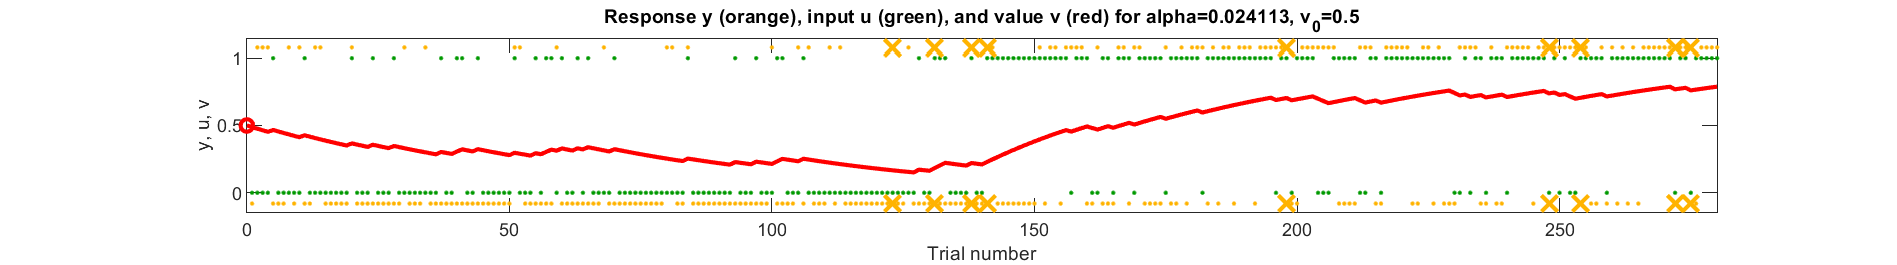 Response y (orange), input u (green), and value v (red) for alpha=0.024113, v0=0.5
y, u, v
1
0.5
0
0 50 100 150 200 250
Trial number